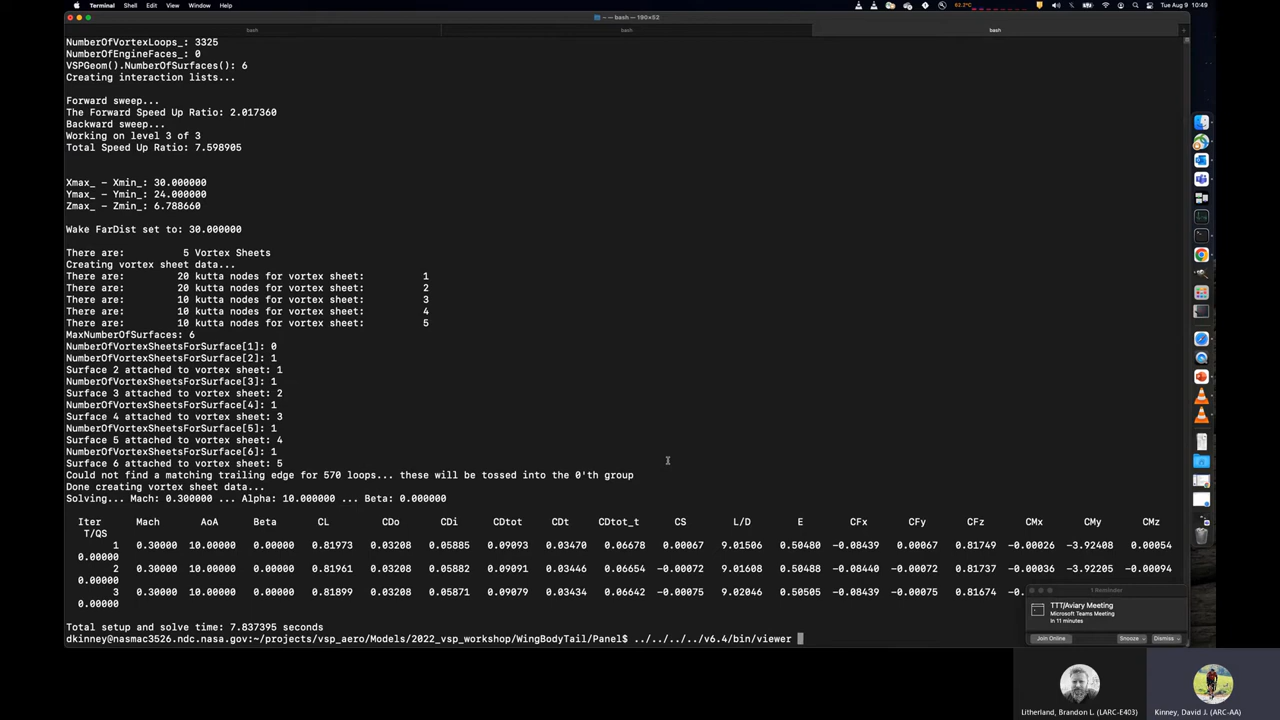 Terminal Shell Edit View Window Help 82.2°C Tue Aug 9 10:49
~ — bash — 190×52
bash bash bash
NumberOfVortexLoops_: 3325
NumberOfEngineFaces_: 0
VSPGeom().NumberOfSurfaces(): 6
Creating interaction lists...
Forward sweep...
The Forward Speed Up Ratio: 2.017360
Backward sweep...
Working on level 3 of 3
Total Speed Up Ratio: 7.598905
Xmax_ - Xmin_: 30.000000
Ymax_ - Ymin_: 24.000000
Zmax_ - Zmin_: 6.788660
Wake FarDist set to: 30.000000
There are: 5 Vortex Sheets
Creating vortex sheet data...
There are: 20 kutta nodes for vortex sheet: 1
There are: 20 kutta nodes for vortex sheet: 2
There are: 10 kutta nodes for vortex sheet: 3
There are: 10 kutta nodes for vortex sheet: 4
There are: 10 kutta nodes for vortex sheet: 5
MaxNumberOfSurfaces: 6
NumberOfVortexSheetsForSurface[1]: 0
NumberOfVortexSheetsForSurface[2]: 1
Surface 2 attached to vortex sheet: 1
NumberOfVortexSheetsForSurface[3]: 1
Surface 3 attached to vortex sheet: 2
NumberOfVortexSheetsForSurface[4]: 1
Surface 4 attached to vortex sheet: 3
NumberOfVortexSheetsForSurface[5]: 1
Surface 5 attached to vortex sheet: 4
NumberOfVortexSheetsForSurface[6]: 1
Surface 6 attached to vortex sheet: 5
Could not find a matching trailing edge for 570 loops... these will be tossed into the 0'th group
Done creating vortex sheet data...
Solving... Mach: 0.300000 ... Alpha: 10.000000 ... Beta: 0.000000
Iter Mach AoA Beta CL CDo CDi CDtot CDt CDtot_t CS L/D E CFx CFy CFz CMx CMy CMz
T/QS
1 0.30000 10.00000 0.00000 0.81973 0.03208 0.05885 0.09093 0.03470 0.06678 0.00067 9.01506 0.50480 -0.08439 0.00067 0.81749 -0.00026 -3.92408 0.00054
0.00000
2 0.30000 10.00000 0.00000 0.81961 0.03208 0.05882 0.09091 0.03446 0.06654 -0.00072 9.01608 0.50488 -0.08440 -0.00072 0.81737 -0.00036 -3.92205 -0.00094
0.00000
3 0.30000 10.00000 0.00000 0.81899 0.03208 0.05871 0.09079 0.03434 0.06642 -0.00075 9.02046 0.50513 -0.08439 -0.00075 0.81674
0.00000
Total setup and solve time: 7.837395 seconds
dkinney@nasmac3526.ndc.nasa.gov:~/projects/vsp_aero/Models/2022_vsp_workshop/WingBodyTail/Panel$ ../../../../v6.4/bin/viewer
1 Reminder
TTT/Aviary Meeting
Microsoft Teams Meeting
In 11 minutes
Join Online Snooze Dismiss
Litherland, Brandon L. (LARC-E403) Kinney, David J. (ARC-AA)